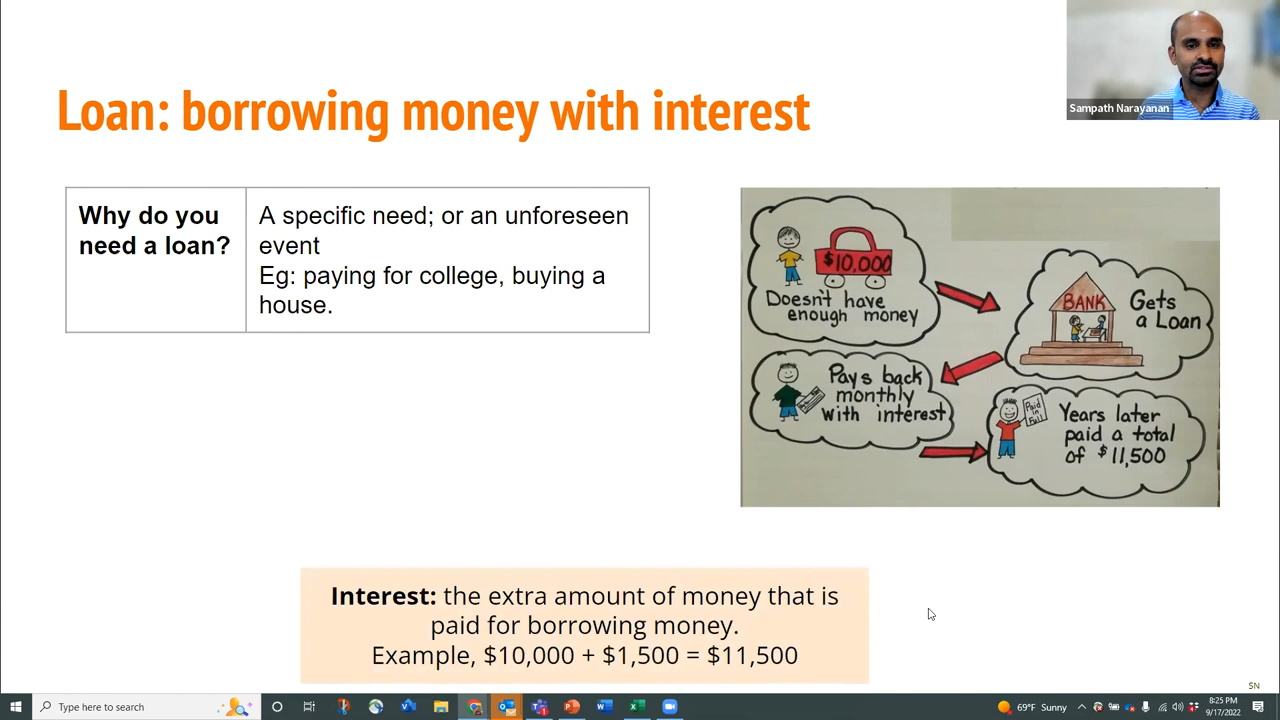 Sampath Narayanan
Loan: borrowing money with interest
Why do you
need a loan?
A specific need; or an unforeseen
event
Eg: paying for college, buying a
house.
$10,000
Doesn't have
enough money
BANK
Gets
a Loan
Pays back
monthly
with interest
Paid
in
Full
Years later
paid a total
of $11,500
Interest: the extra amount of money that is
paid for borrowing money.
Example, $10,000 + $1,500 = $11,500
SN
Type here to search
69°F Sunny
8:25 PM
9/17/2022